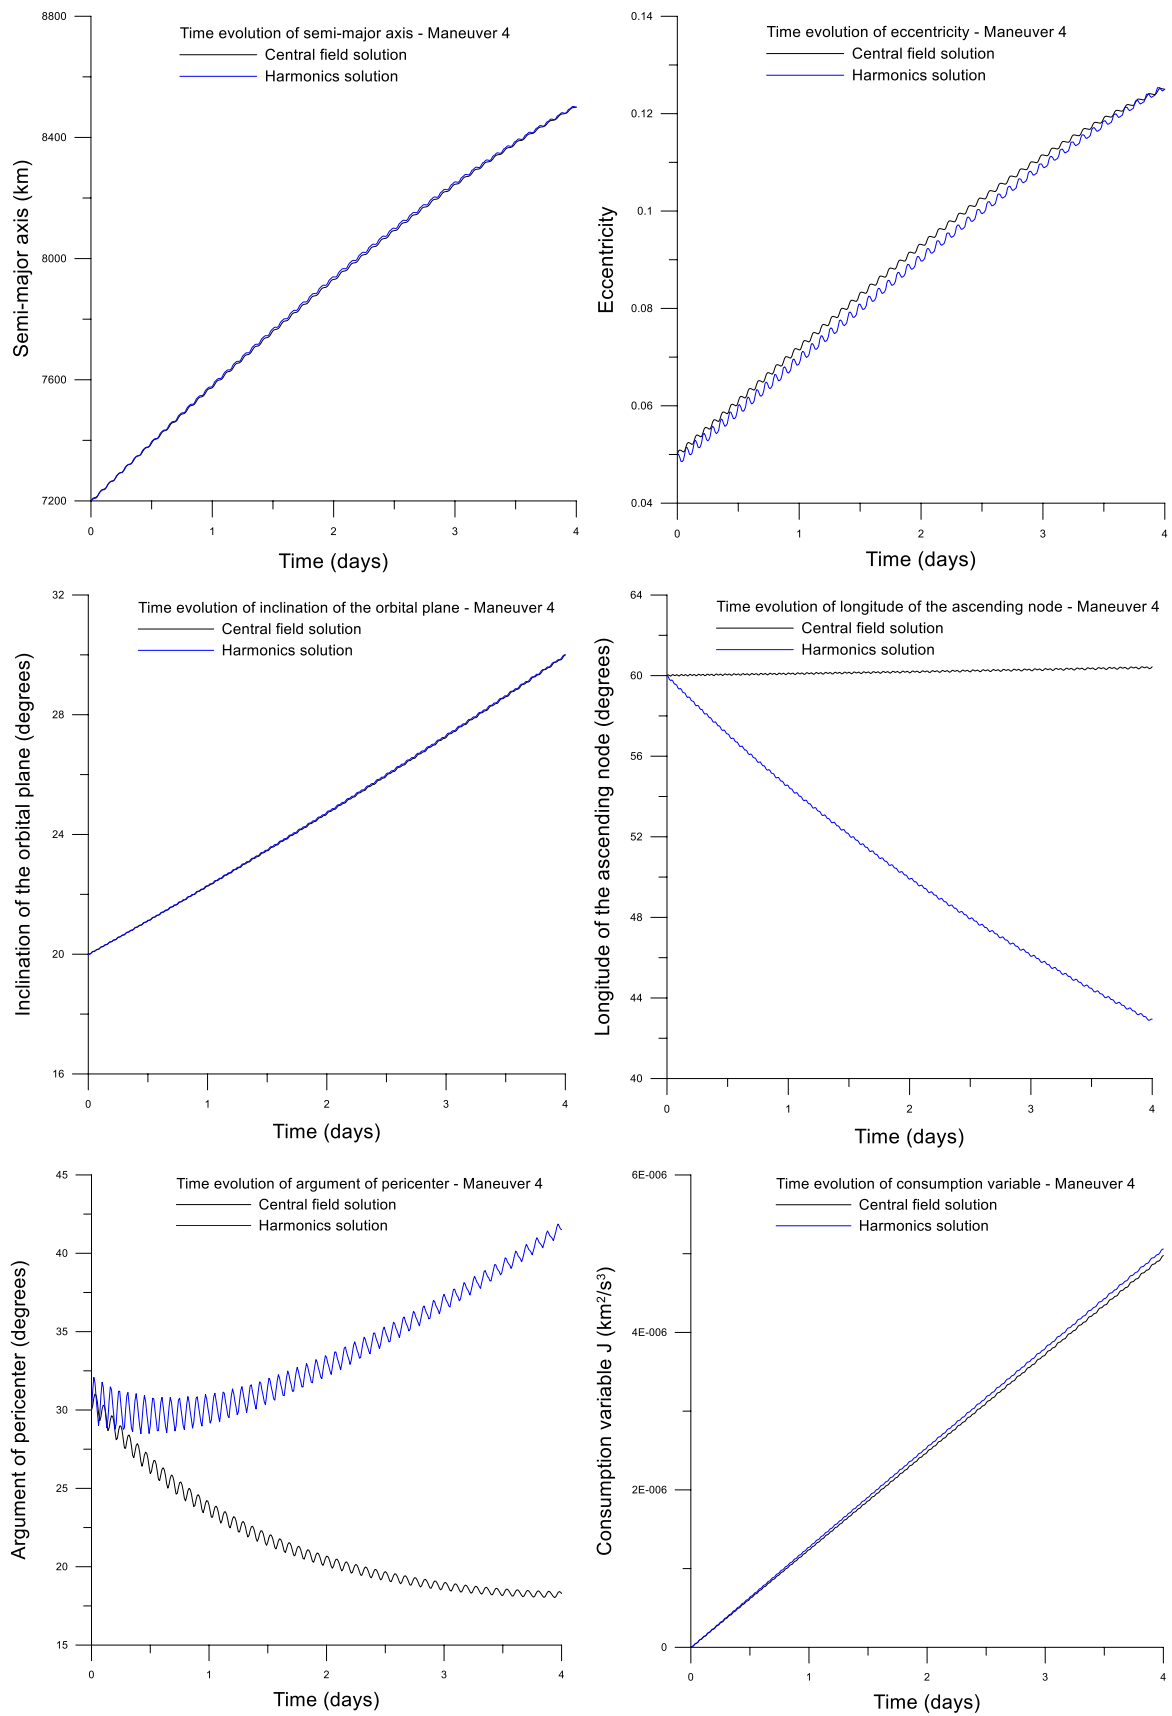 Time evolution of semi-major axis - Maneuver 4
Central field solution
Harmonics solution
8800
8400
8000
7600
7200
Semi-major axis (km)
0 1 2 3 4
Time (days)
Time evolution of eccentricity - Maneuver 4
Central field solution
Harmonics solution
0.14
0.12
0.1
0.08
0.06
0.04
Eccentricity
0 1 2 3 4
Time (days)
Time evolution of inclination of the orbital plane - Maneuver 4
Central field solution
Harmonics solution
32
28
24
20
16
Inclination of the orbital plane (degrees)
0 1 2 3 4
Time (days)
Time evolution of longitude of the ascending node - Maneuver 4
Central field solution
Harmonics solution
64
60
56
52
48
44
40
Longitude of the ascending node (degrees)
0 1 2 3 4
Time (days)
Time evolution of argument of pericenter - Maneuver 4
Central field solution
Harmonics solution
45
40
35
30
25
20
15
Argument of pericenter (degrees)
0 1 2 3 4
Time (days)
Time evolution of consumption variable - Maneuver 4
Central field solution
Harmonics solution
6E-006
4E-006
2E-006
0
Consumption variable J (km²/s³)
0 1 2 3 4
Time (days)